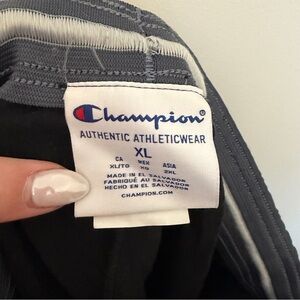 Champion
AUTHENTIC ATHLETICWEAR
XL
CA MEX ASIA
XL/TG XG 2XL
MADE IN EL SALVADOR
FABRIQUÉ AU SALVADOR
HECHO EN EL SALVADOR
CHAMPION.COM